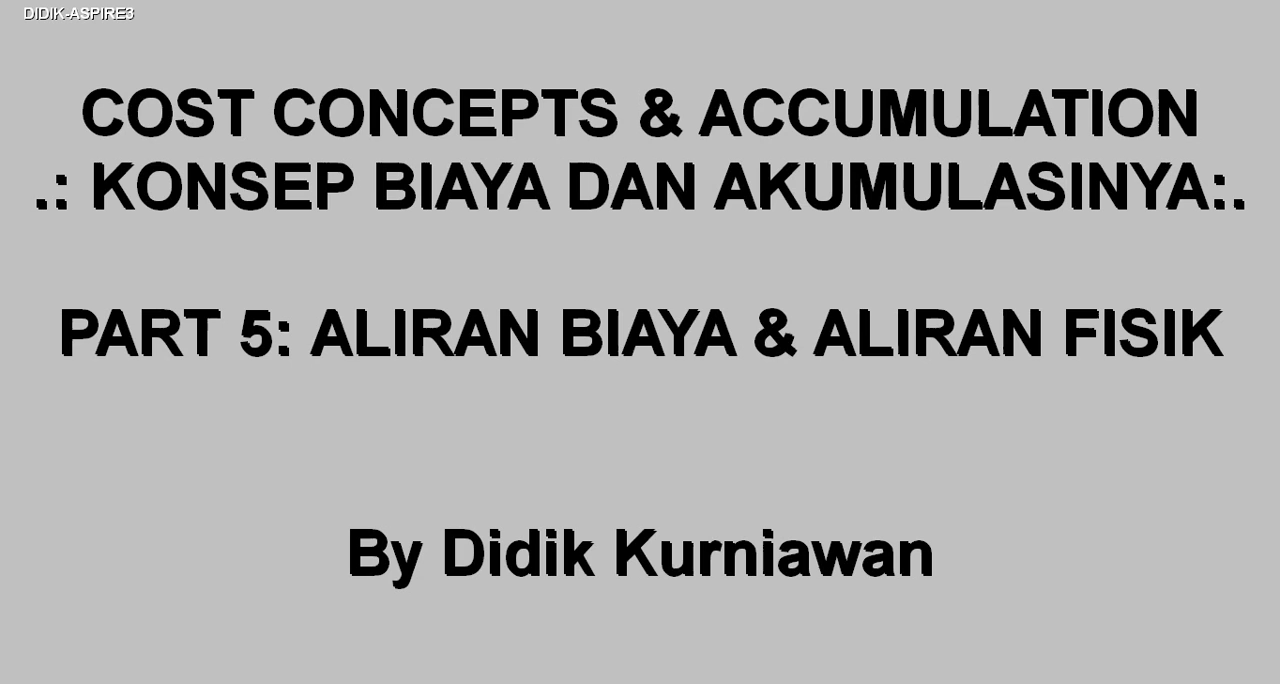 DIDIK-ASPIRE3
COST CONCEPTS & ACCUMULATION
.: KONSEP BIAYA DAN AKUMULASINYA:.
PART 5: ALIRAN BIAYA & ALIRAN FISIK
By Didik Kurniawan